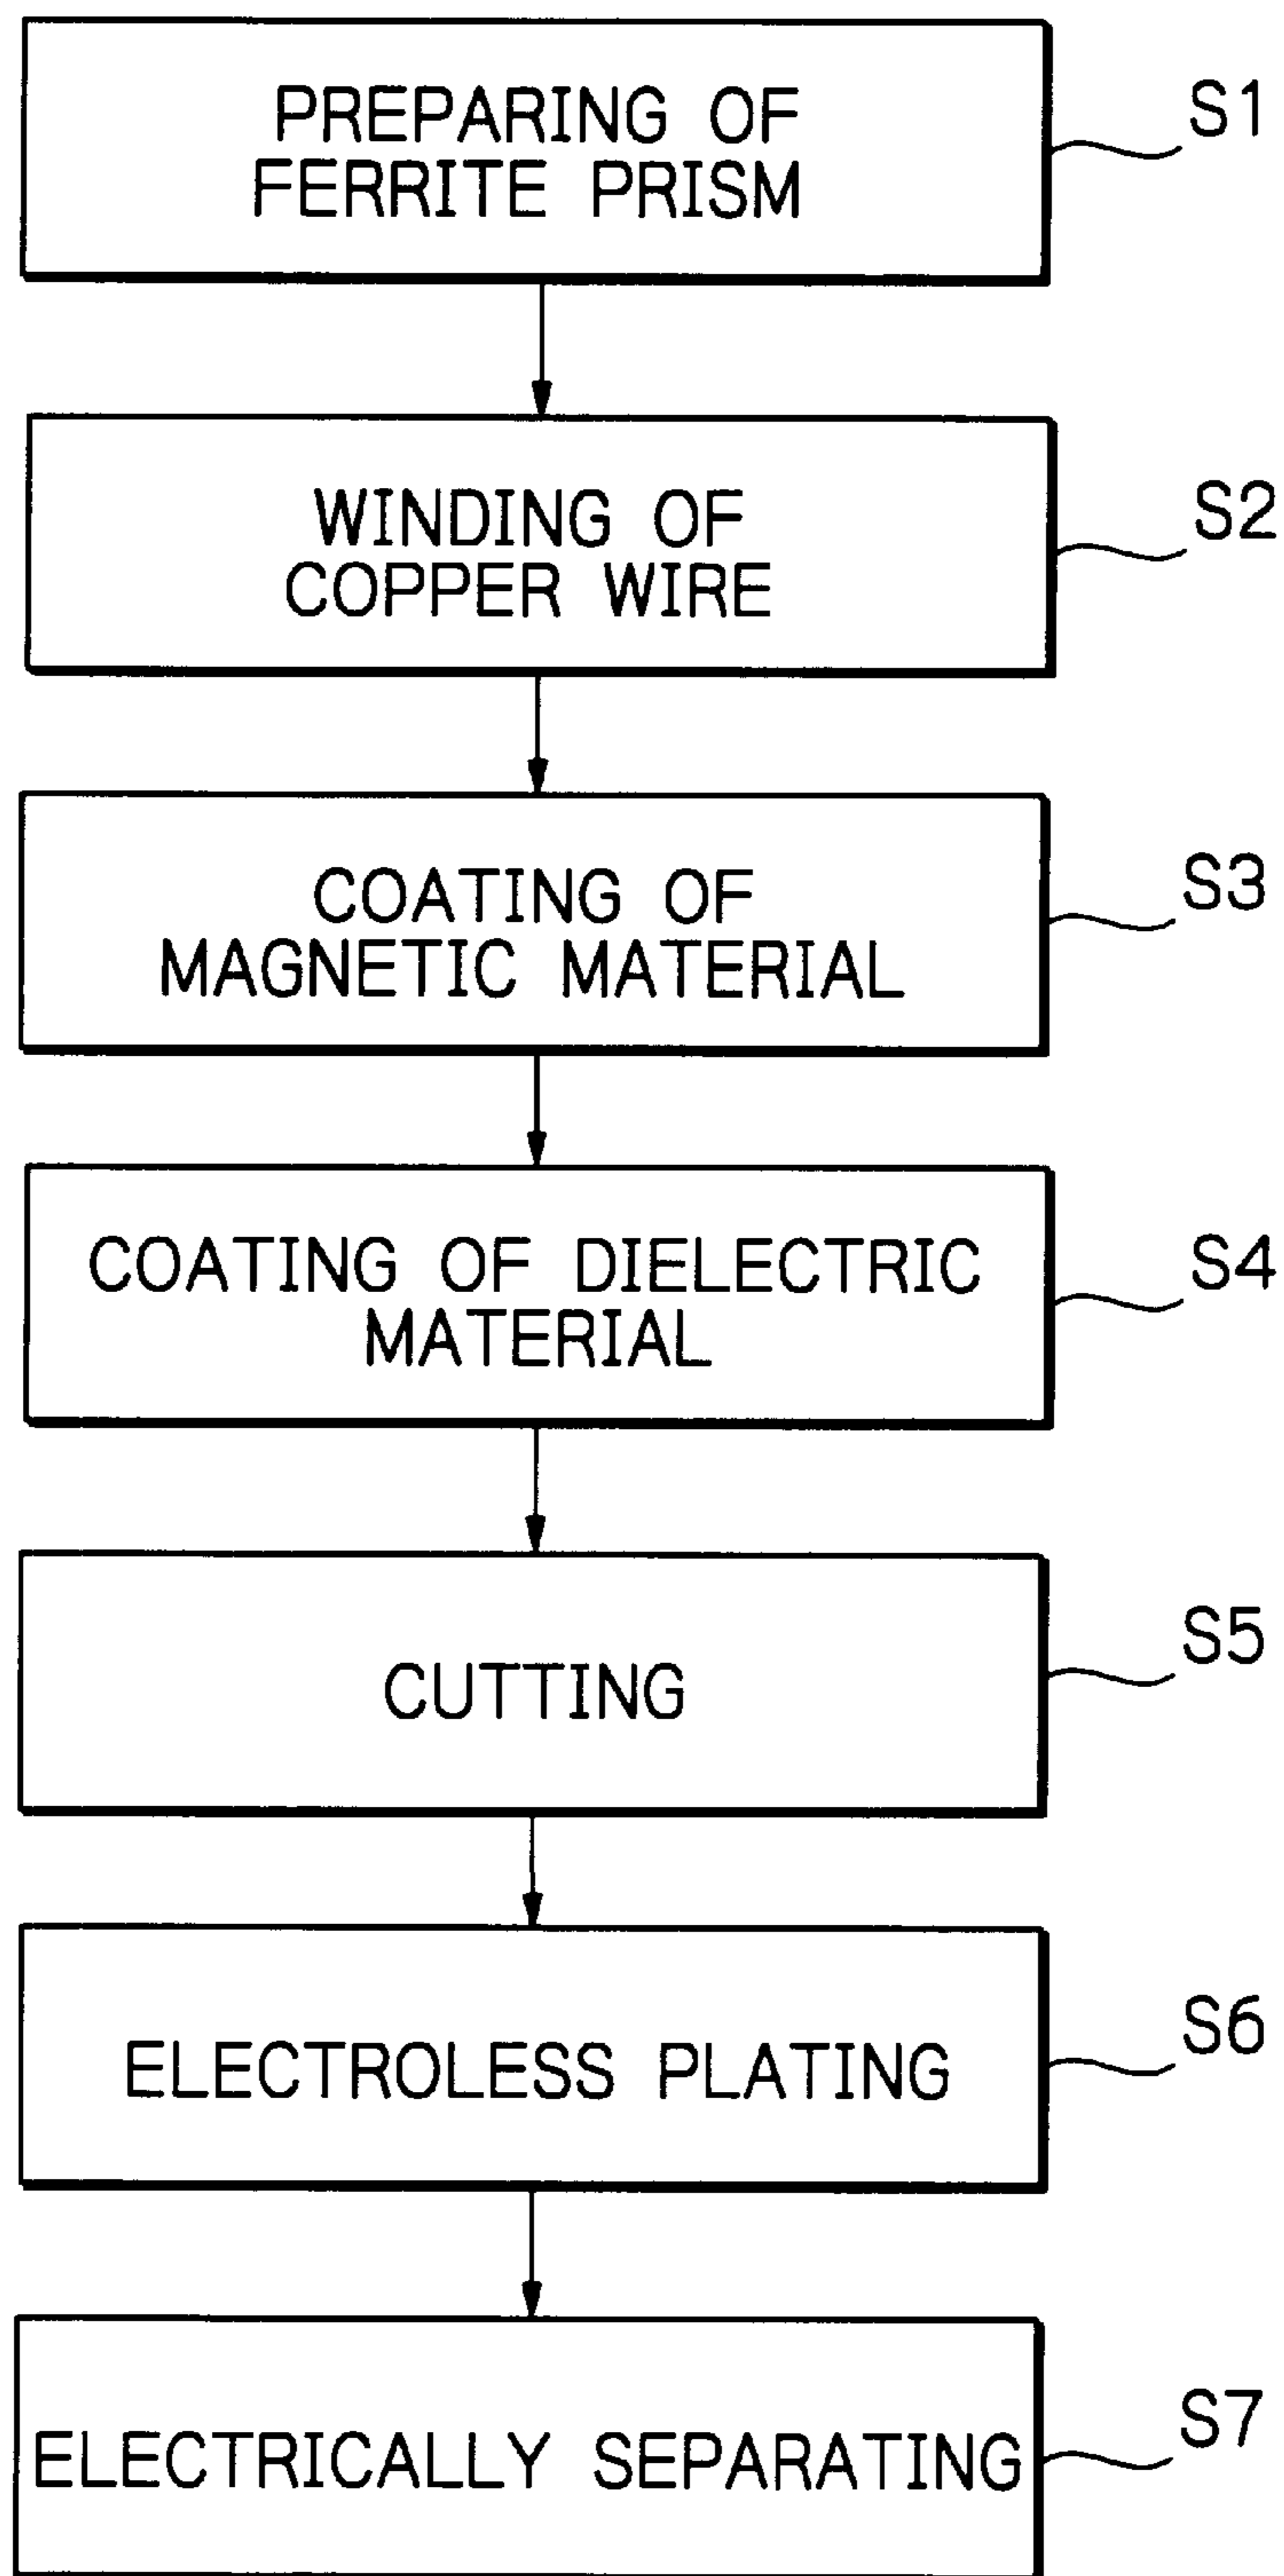 PREPARING OF
FERRITE PRISM
S1
WINDING OF
COPPER WIRE
S2
COATING OF
MAGNETIC MATERIAL
S3
COATING OF DIELECTRIC
MATERIAL
S4
CUTTING
S5
ELECTROLESS PLATING
S6
ELECTRICALLY SEPARATING
S7